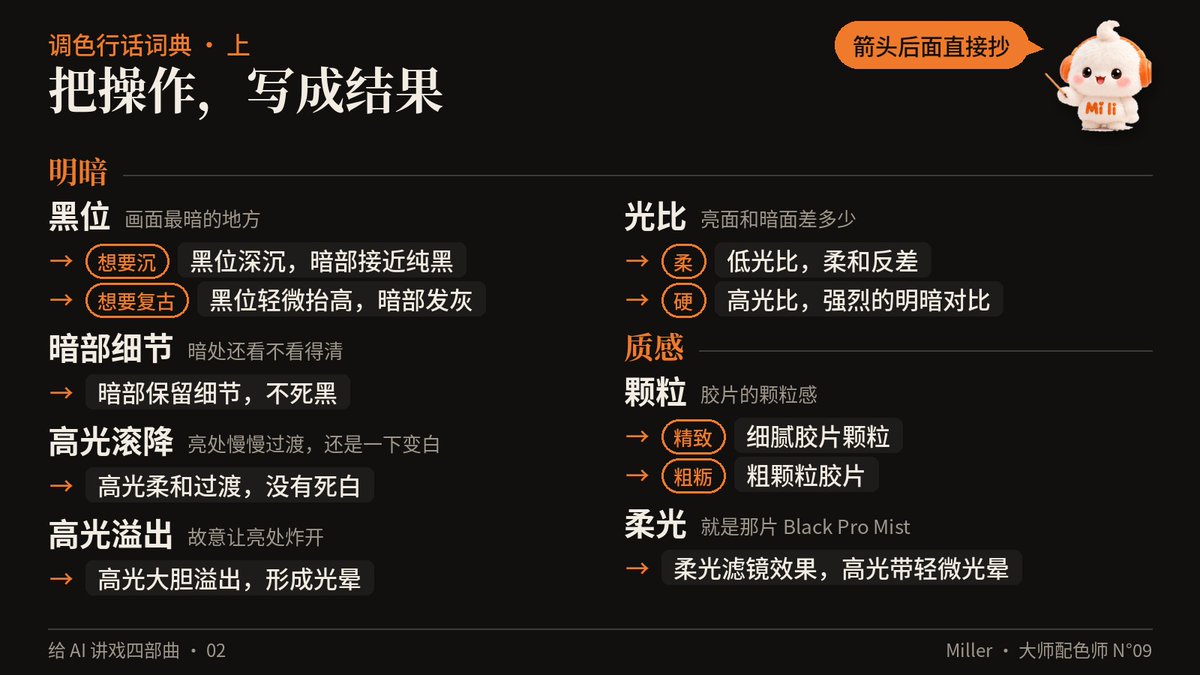 调色行话词典 · 上
把操作，写成结果
箭头后面直接抄
Mili
明暗
黑位 画面最暗的地方
→ 想要沉 黑位深沉，暗部接近纯黑
→ 想要复古 黑位轻微抬高，暗部发灰
暗部细节 暗处还看不看得清
→ 暗部保留细节，不死黑
高光滚降 亮处慢慢过渡，还是一下变白
→ 高光柔和过渡，没有死白
高光溢出 故意让亮处炸开
→ 高光大胆溢出，形成光晕
光比 亮面和暗面差多少
→ 柔 低光比，柔和反差
→ 硬 高光比，强烈的明暗对比
质感
颗粒 胶片的颗粒感
→ 精致 细腻胶片颗粒
→ 粗粝 粗颗粒胶片
柔光 就是那片 Black Pro Mist
→ 柔光滤镜效果，高光带轻微光晕
给 AI 讲戏四部曲 · 02
Miller · 大师配色师 N°09